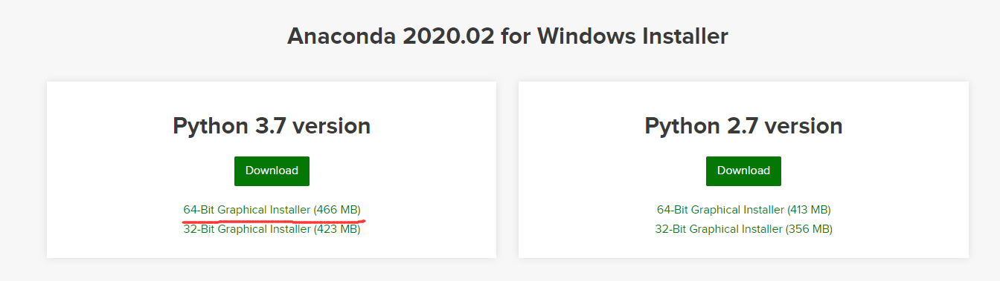 Anaconda 2020.02 for Windows Installer
Python 3.7 version
Download
64-Bit Graphical Installer (466 MB)
32-Bit Graphical Installer (423 MB)
Python 2.7 version
Download
64-Bit Graphical Installer (413 MB)
32-Bit Graphical Installer (356 MB)